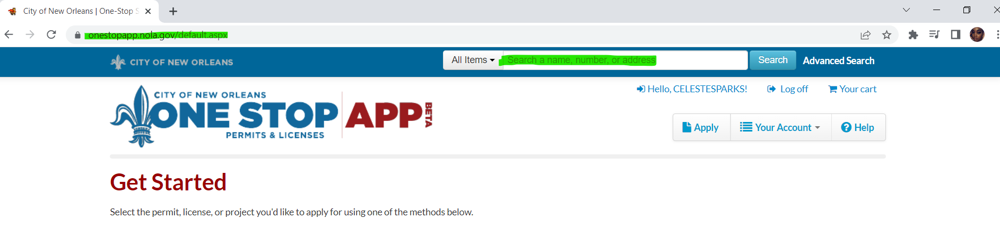 City of New Orleans | One-Stop S
onestopapp.nola.gov/default.aspx
CITY OF NEW ORLEANS
All Items
Search a name, number, or address
Search
Advanced Search
Hello, CELESTESPARKS!
Log off
Your cart
CITY OF NEW ORLEANS
ONE STOP APP BETA
PERMITS & LICENSES
Apply
Your Account
Help
Get Started
Select the permit, license, or project you'd like to apply for using one of the methods below.